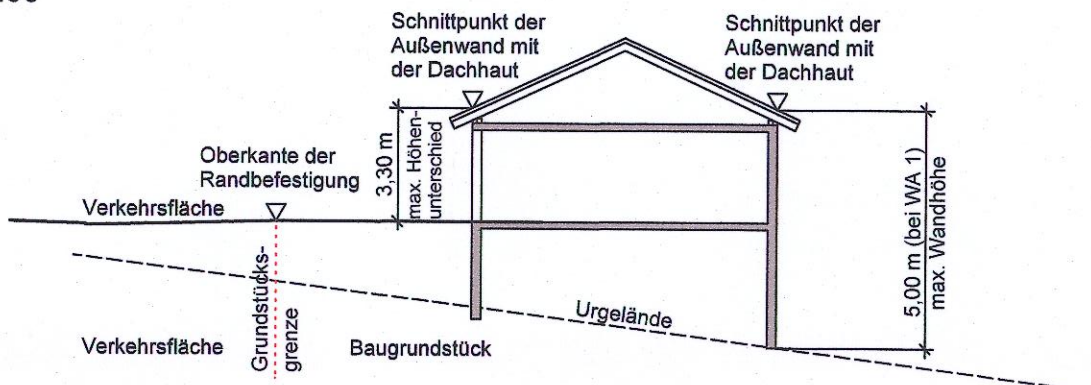 Schnittpunkt der
Außenwand mit
der Dachhaut
Schnittpunkt der
Außenwand mit
der Dachhaut
Oberkante der
Randbefestigung
3,30 m
max. Höhen-
unterschied
Verkehrsfläche
5,00 m (bei WA 1)
max. Wandhöhe
Grundstücks-
grenze
Urgelände
Verkehrsfläche
Baugrundstück